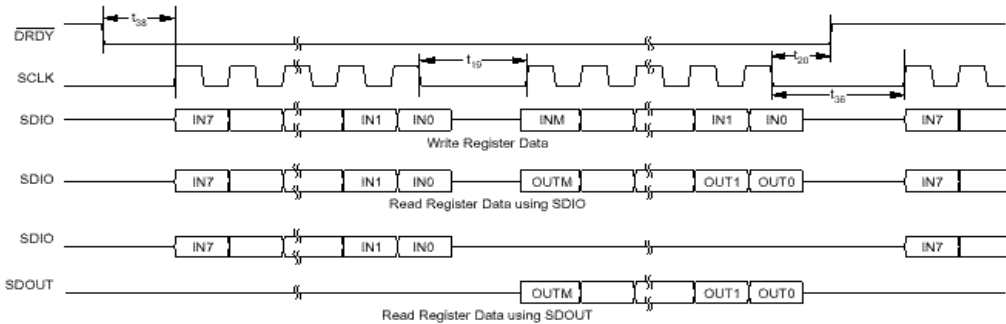 t38
DRDY
t19
t20
SCLK
t36
SDIO IN7 IN1 IN0 INM IN1 IN0 IN7
Write Register Data
SDIO IN7 IN1 IN0 OUTM OUT1 OUT0 IN7
Read Register Data using SDIO
SDIO IN7 IN1 IN0 IN7
SDOUT OUTM OUT1 OUT0
Read Register Data using SDOUT